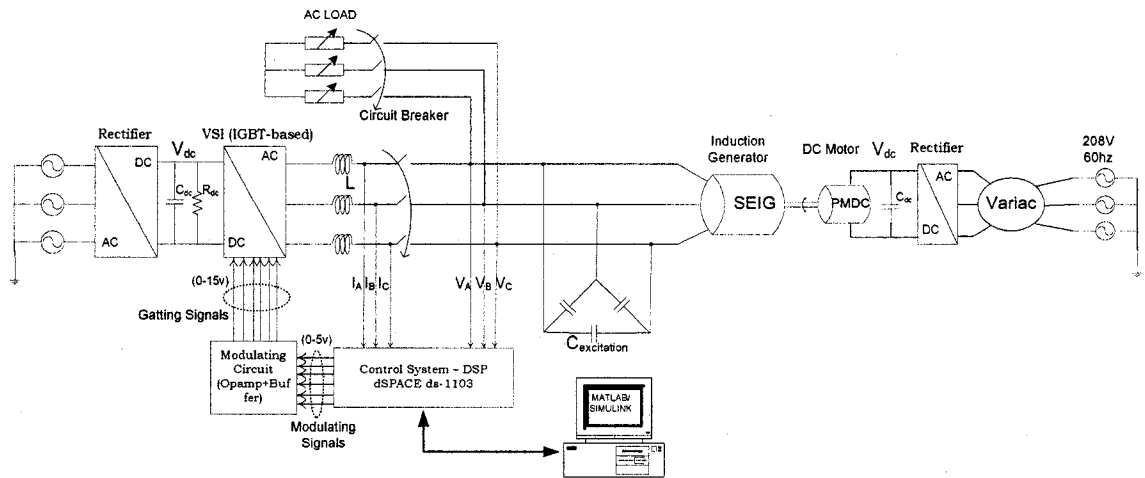 AC LOAD
Circuit Breaker
Rectifier
DC
AC
Vdc
Cdc
Rdc
VSI (IGBT-based)
AC
DC
L
Induction
Generator
SEIG
DC Motor
PMDC
Vdc
Cdc
Rectifier
AC
DC
Variac
208V
60hz
IA IB IC
VA VB VC
Cexcitation
(0-15v)
Gatting Signals
(0-5v)
Modulating
Circuit
(Opamp+Buf
fer)
Modulating
Signals
Control System - DSP
dSPACE ds-1103
MATLAB/
SIMULINK